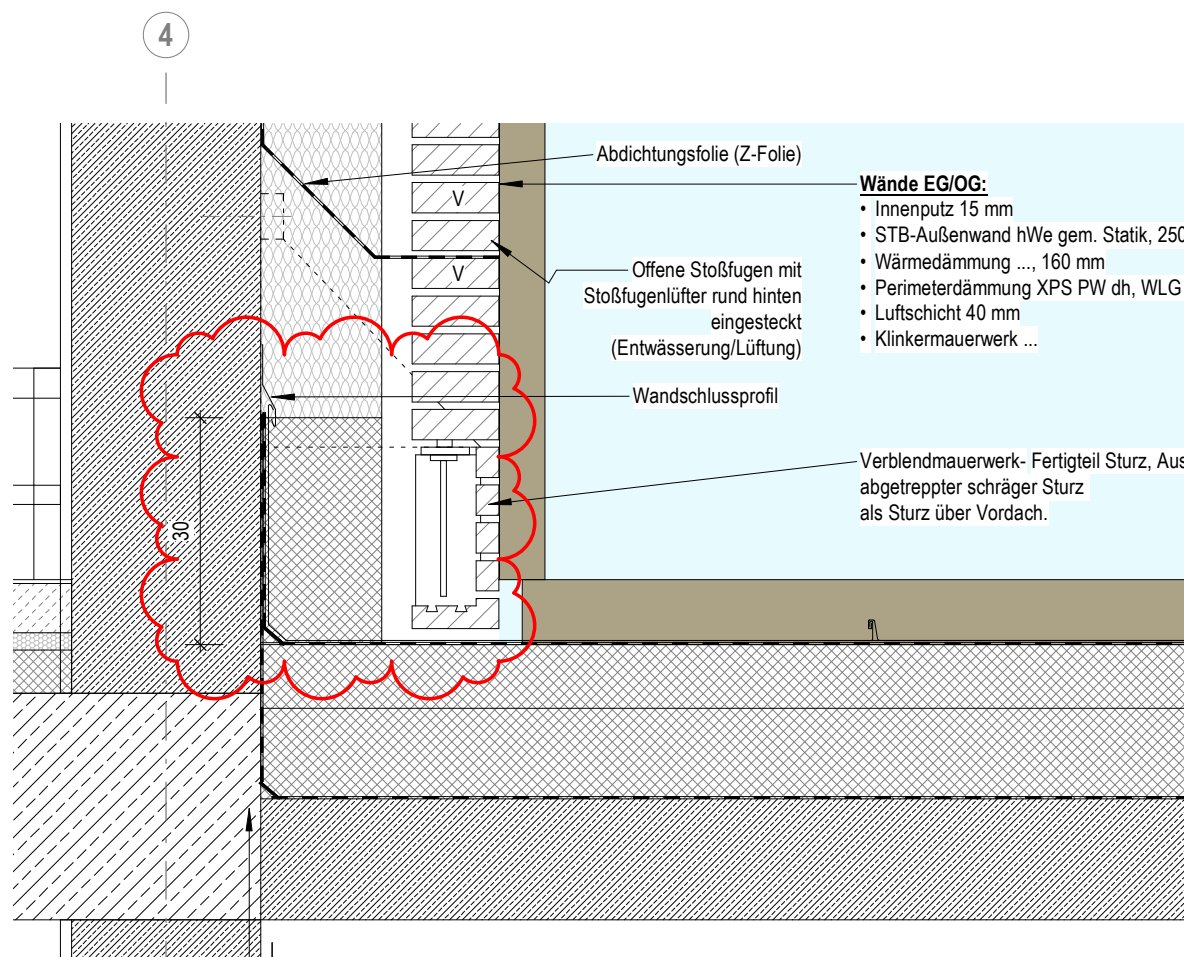 4
Abdichtungsfolie (Z-Folie)
Wände EG/OG:
• Innenputz 15 mm
• STB-Außenwand hWe gem. Statik, 250
• Wärmedämmung ..., 160 mm
• Perimeterdämmung XPS PW dh, WLG
• Luftschicht 40 mm
• Klinkermauerwerk ...
V
V
Offene Stoßfugen mit
Stoßfugenlüfter rund hinten
eingesteckt
(Entwässerung/Lüftung)
Wandschlussprofil
Verblendmauerwerk- Fertigteil Sturz, Aus
abgetreppter schräger Sturz
als Sturz über Vordach.
30